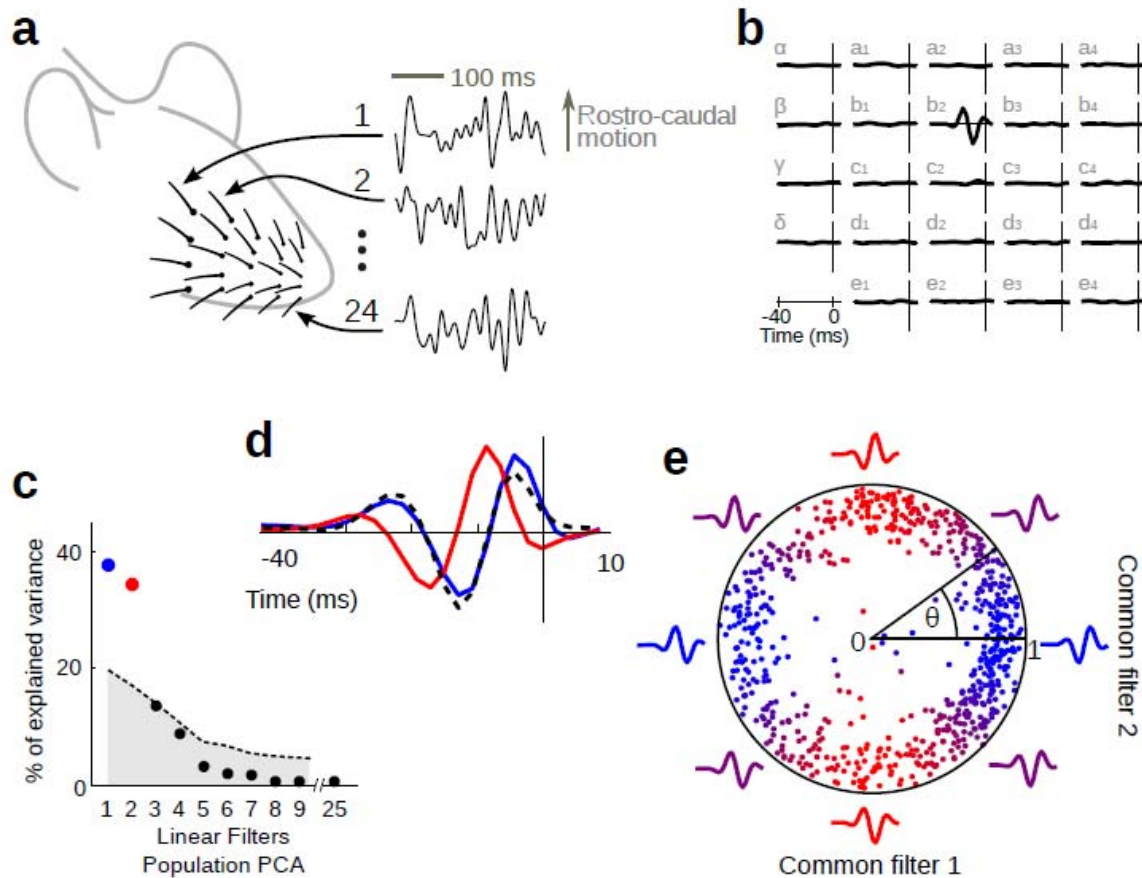 a
100 ms
1
Rostro-caudal
motion
2
24
b
α a1 a2 a3 a4
β b1 b2 b3 b4
γ c1 c2 c3 c4
δ d1 d2 d3 d4
e1 e2 e3 e4
-40 0
Time (ms)
c
% of explained variance
40
20
0
1 2 3 4 5 6 7 8 9 25
Linear Filters
Population PCA
d
-40 10
Time (ms)
e
θ
0 1
Common filter 2
Common filter 1